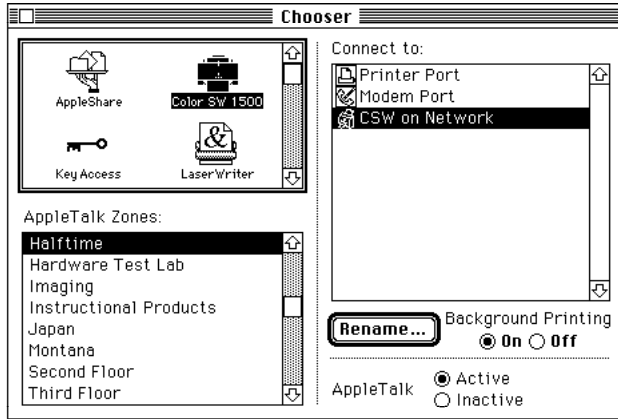 Chooser
AppleShare
Color SW 1500
Key Access
LaserWriter
AppleTalk Zones:
Halftime
Hardware Test Lab
Imaging
Instructional Products
Japan
Montana
Second Floor
Third Floor
Connect to:
Printer Port
Modem Port
CSW on Network
Rename...
Background Printing
On Off
AppleTalk
Active
Inactive